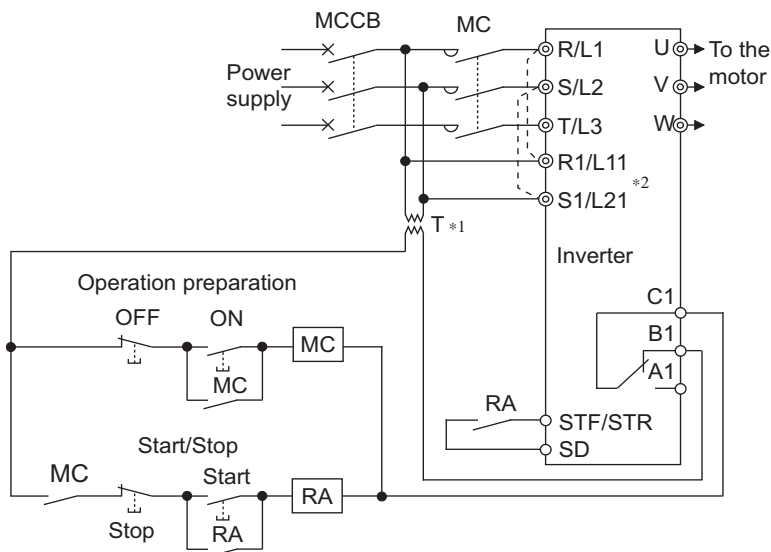 MCCB
MC
R/L1
U
To the
motor
Power
supply
S/L2
V
T/L3
W
R1/L11
S1/L21
*2
T *1
Inverter
Operation preparation
OFF
ON
MC
MC
C1
B1
A1
RA
STF/STR
SD
Start/Stop
MC
Start
RA
Stop
RA